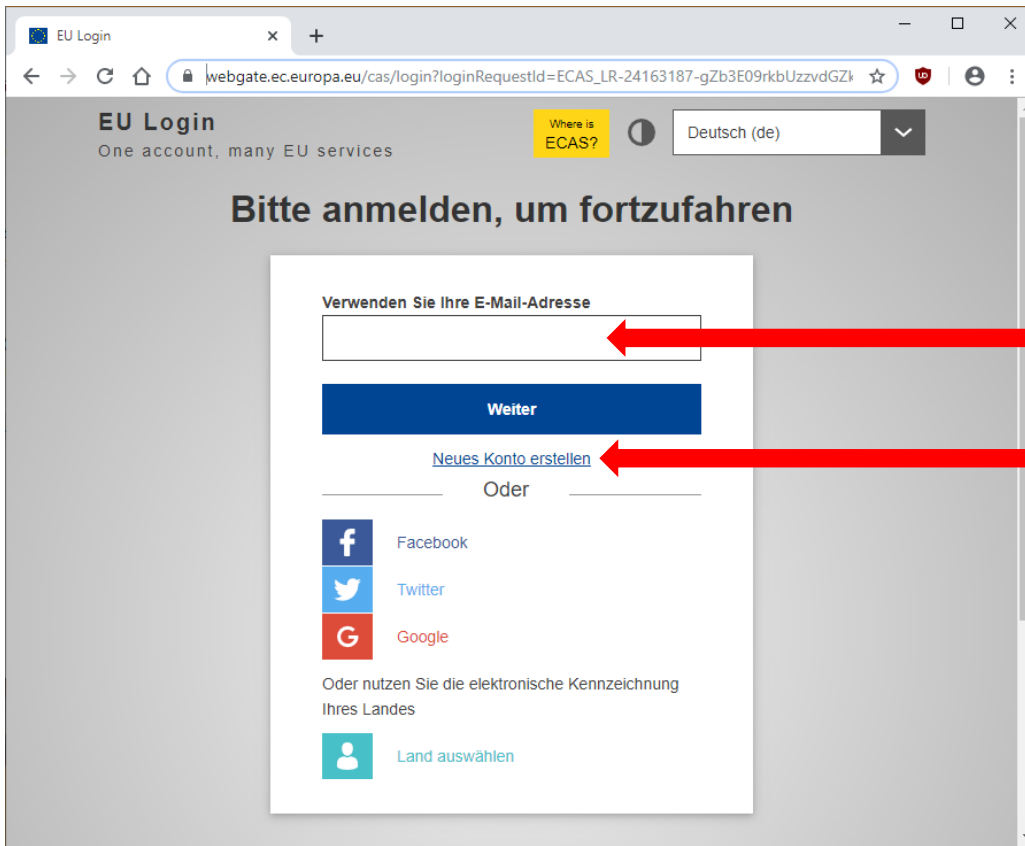 EU Login
webgate.ec.europa.eu/cas/login?loginRequestId=ECAS_LR-24163187-gZb3E09rkbUzzvdGZk
EU Login
One account, many EU services
Where is
ECAS?
Deutsch (de)
Bitte anmelden, um fortzufahren
Verwenden Sie Ihre E-Mail-Adresse
Weiter
Neues Konto erstellen
Oder
Facebook
Twitter
Google
Oder nutzen Sie die elektronische Kennzeichnung
Ihres Landes
Land auswählen